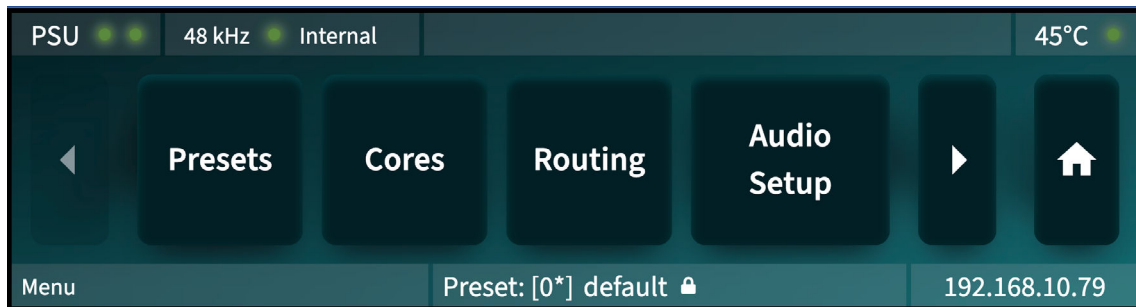 PSU 48 kHz Internal 45°C
Presets Cores Routing Audio Setup
Menu Preset: [0*] default 192.168.10.79